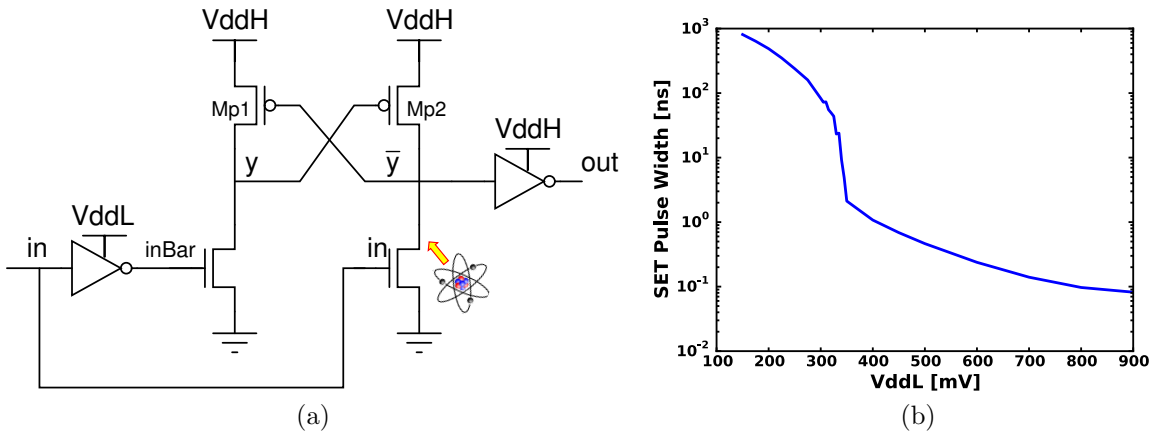 VddH
VddH
Mp1
Mp2
VddH
y
y̅
out
VddL
in
inBar
in
(a)
SET Pulse Width [ns]
10³
10²
10¹
10⁰
10⁻¹
10⁻²
100 200 300 400 500 600 700 800 900
VddL [mV]
(b)